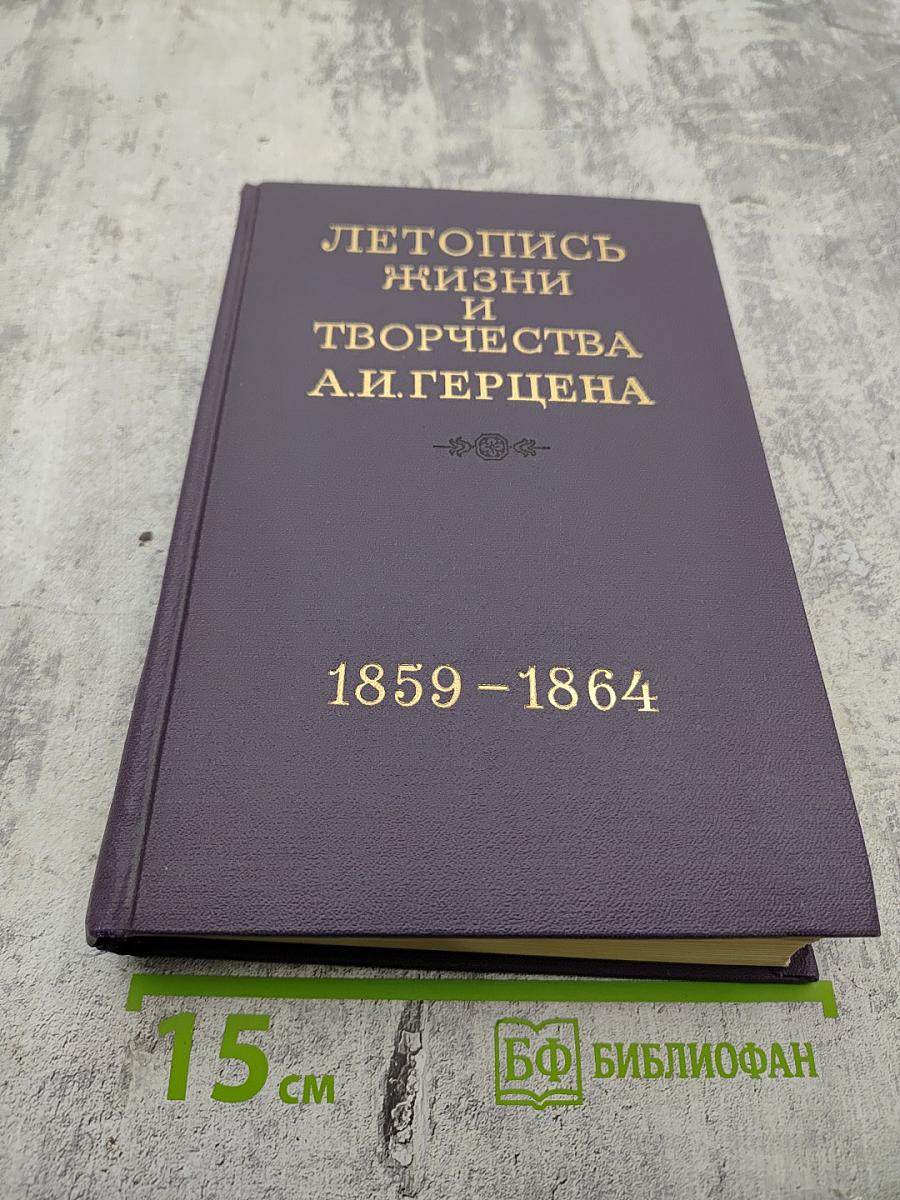 ЛЕТОПИСЬ
ЖИЗНИ
И
ТВОРЧЕСТВА
А.И.ГЕРЦЕНА
1859–1864
15 см
БФ БИБЛИОФАН